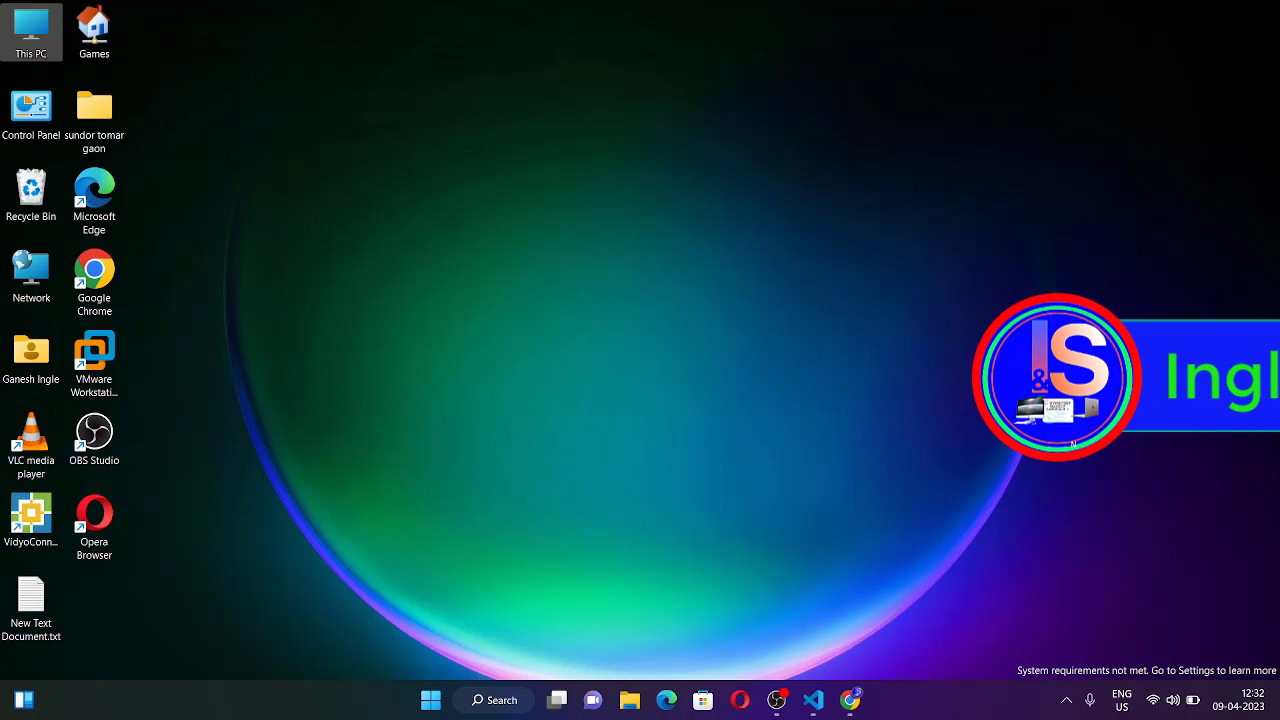 This PC
Games
Control Panel
sundor tomar
gaon
Recycle Bin
Microsoft
Edge
Network
Google
Chrome
Ganesh Ingle
VMware
Workstati...
VLC media
player
OBS Studio
VidyoConn...
Opera
Browser
New Text
Document.txt
I
&
S
N
Ingl
System requirements not met. Go to Settings to learn more
Search
ENG
US
12:32
09-04-2023